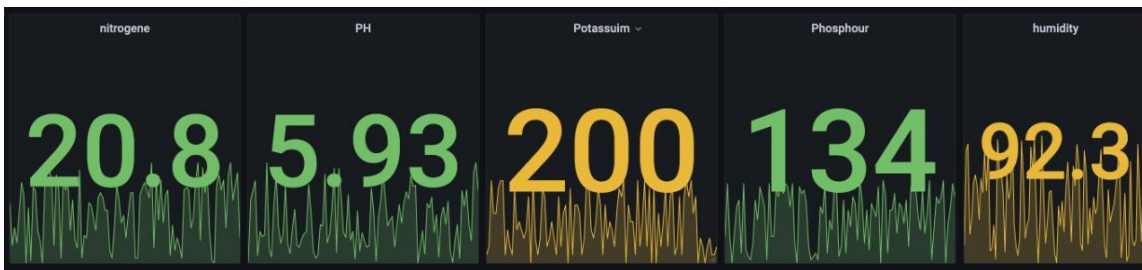 nitrogene
20.8
PH
5.93
Potassuim
200
Phosphour
134
humidity
92.3